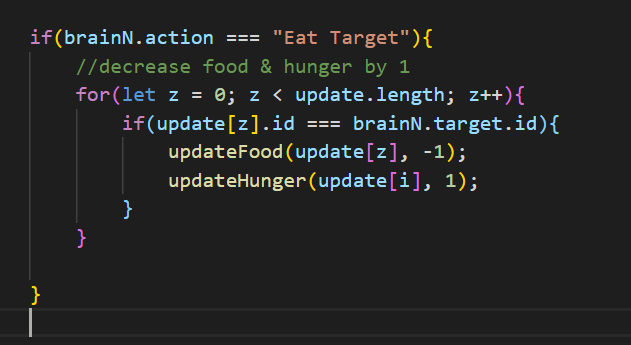 if(brainN.action === "Eat Target"){
    //decrease food & hunger by 1
    for(let z = 0; z < update.length; z++){
        if(update[z].id === brainN.target.id){
            updateFood(update[z], -1);
            updateHunger(update[i], 1);
        }
    }
}